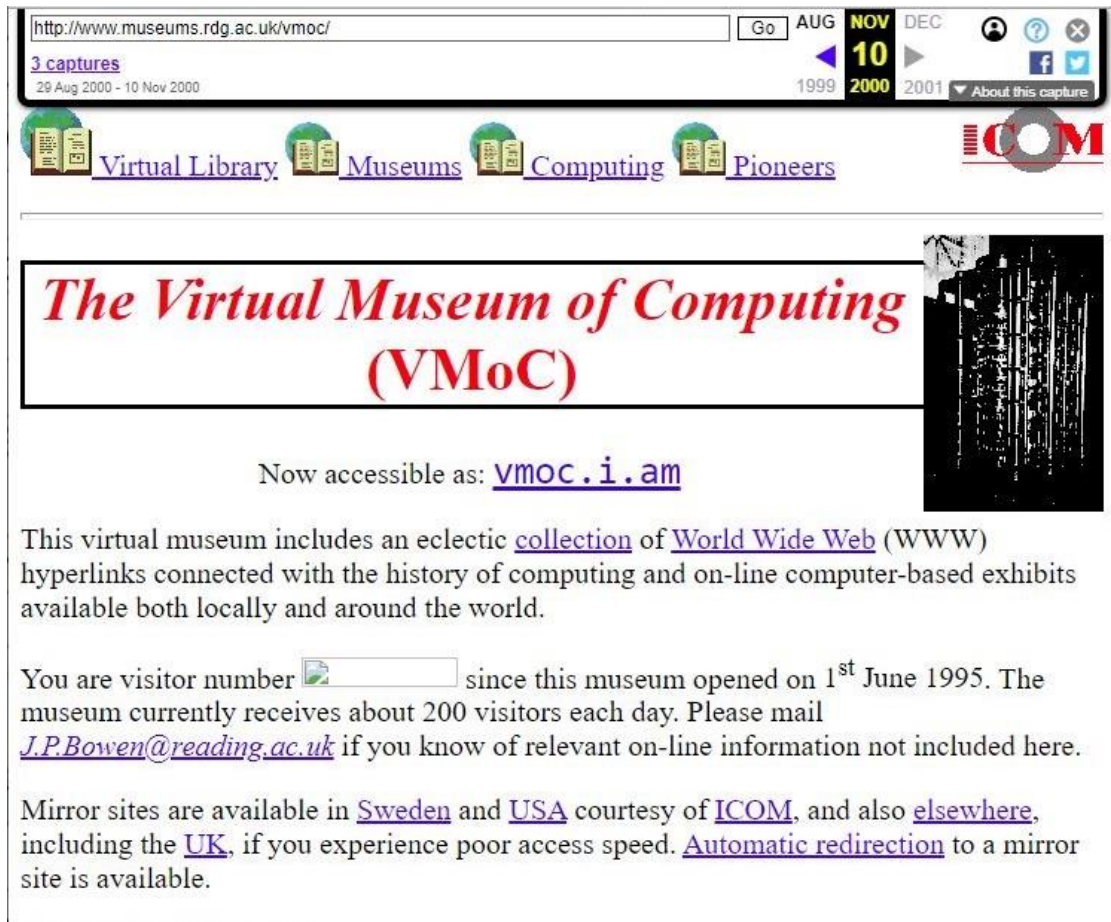 http://www.museums.rdg.ac.uk/vmoc/ Go AUG NOV DEC
3 captures 10
29 Aug 2000 - 10 Nov 2000 1999 2000 2001 About this capture
Virtual Library Museums Computing Pioneers ICOM
The Virtual Museum of Computing
(VMoC)
Now accessible as: vmoc.i.am
This virtual museum includes an eclectic collection of World Wide Web (WWW)
hyperlinks connected with the history of computing and on-line computer-based exhibits
available both locally and around the world.
You are visitor number since this museum opened on 1st June 1995. The
museum currently receives about 200 visitors each day. Please mail
J.P.Bowen@reading.ac.uk if you know of relevant on-line information not included here.
Mirror sites are available in Sweden and USA courtesy of ICOM, and also elsewhere,
including the UK, if you experience poor access speed. Automatic redirection to a mirror
site is available.